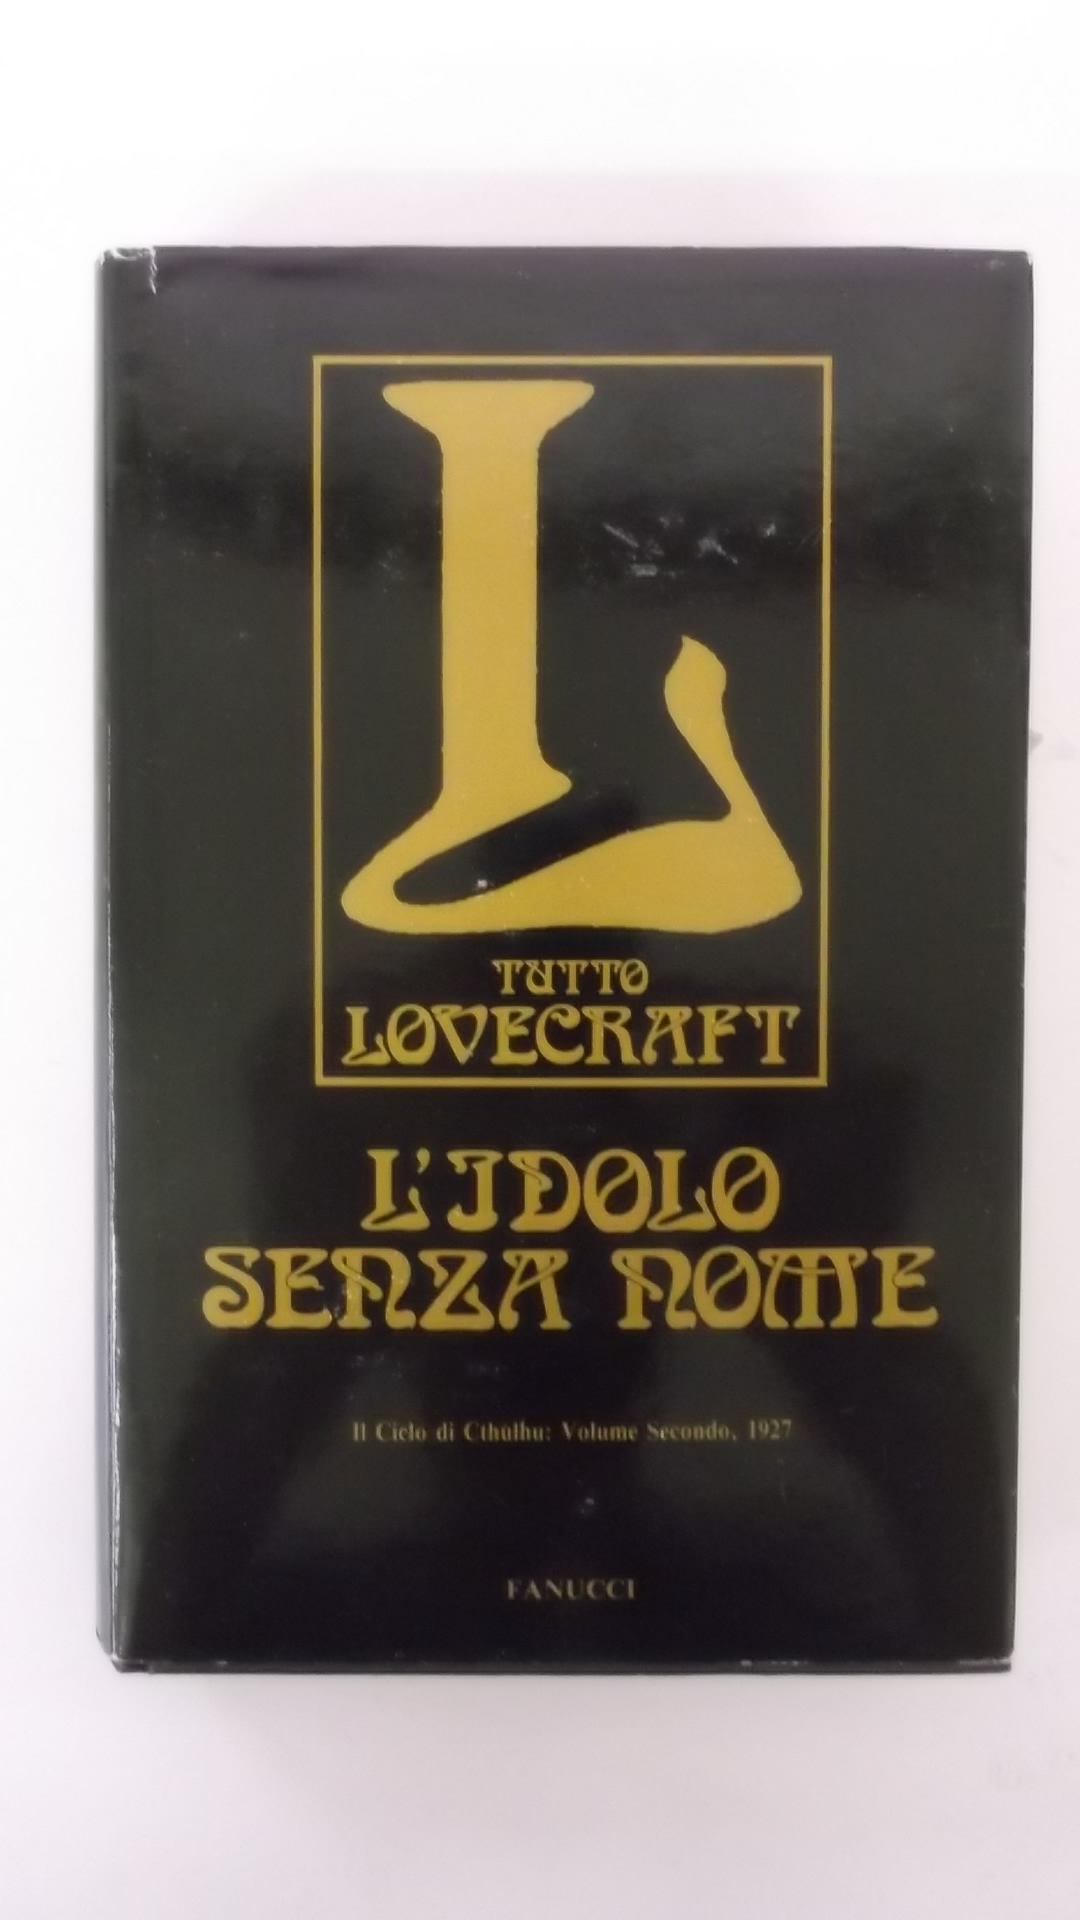 L
TUTTO
LOVECRAFT
L'IDOLO
SENZA NOME
Il Ciclo di Cthulhu: Volume Secondo, 1927
FANUCCI